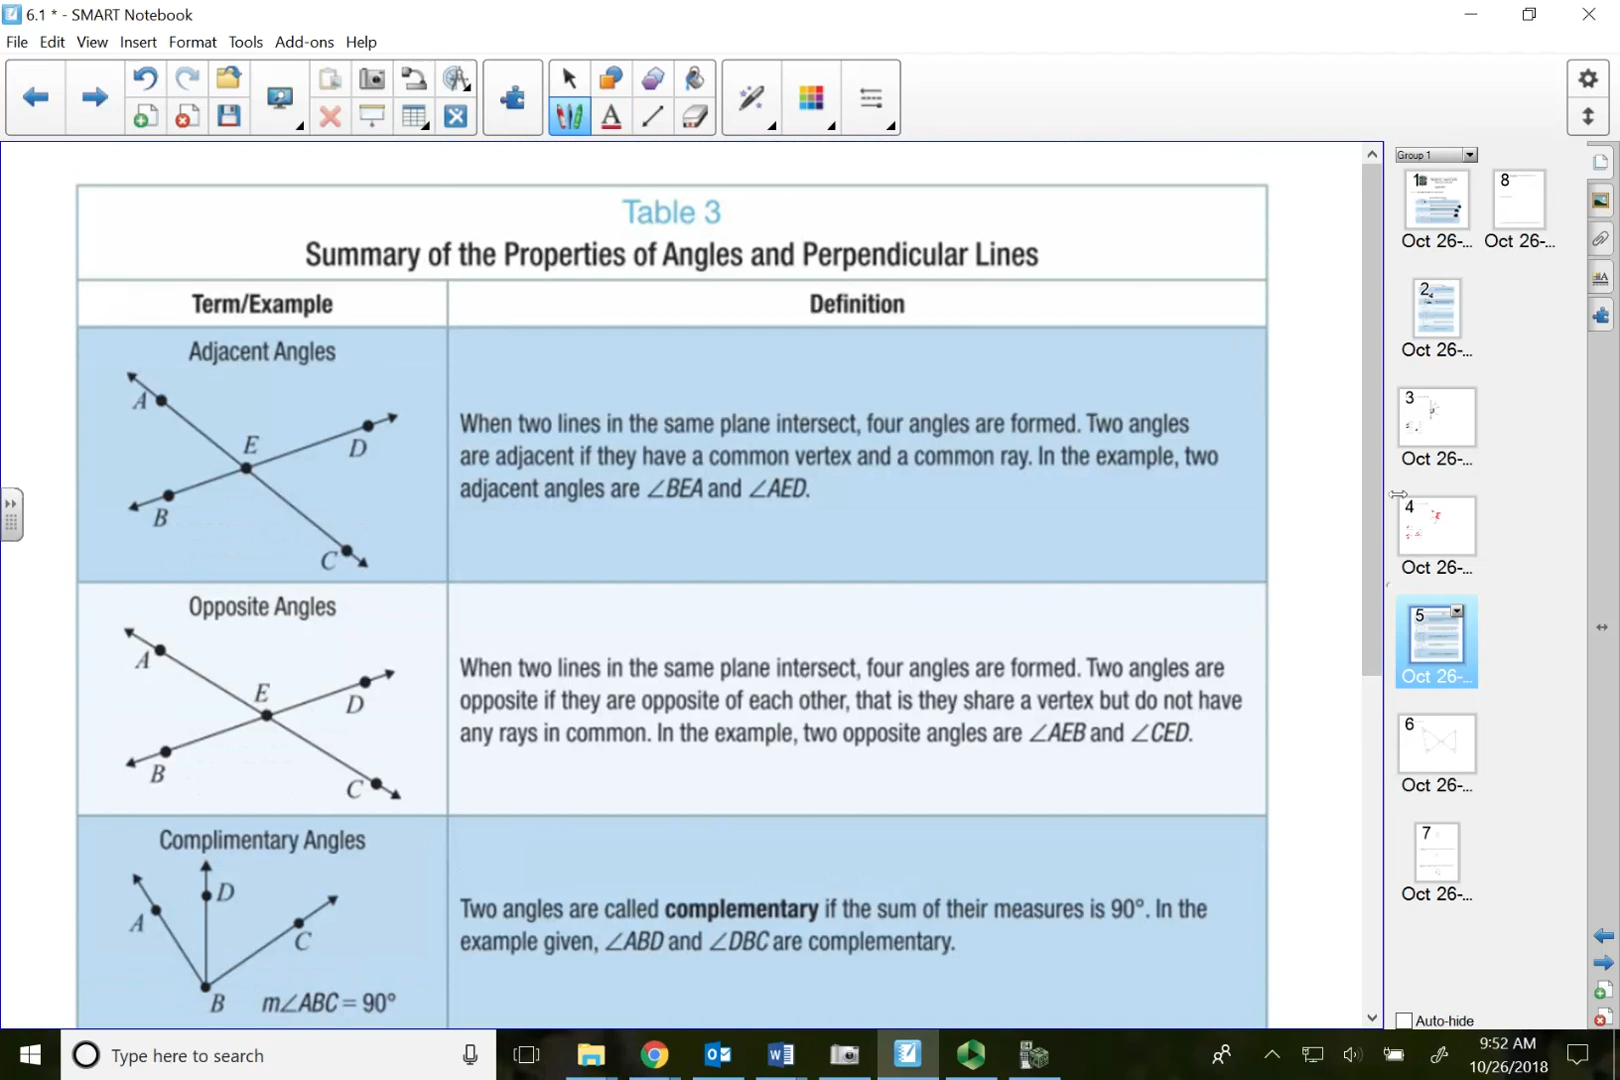 6.1 * - SMART Notebook
File Edit View Insert Format Tools Add-ons Help
A
Group 1
Table 3
Summary of the Properties of Angles and Perpendicular Lines
Term/Example
Definition
Adjacent Angles
A
E
D
B
C
When two lines in the same plane intersect, four angles are formed. Two angles
are adjacent if they have a common vertex and a common ray. In the example, two
adjacent angles are ∠BEA and ∠AED.
Opposite Angles
A
E
D
B
C
When two lines in the same plane intersect, four angles are formed. Two angles are
opposite if they are opposite of each other, that is they share a vertex but do not have
any rays in common. In the example, two opposite angles are ∠AEB and ∠CED.
Complimentary Angles
D
A
C
B m∠ABC = 90°
Two angles are called complementary if the sum of their measures is 90°. In the
example given, ∠ABD and ∠DBC are complementary.
1
Oct 26-...
8
Oct 26-...
2
Oct 26-...
3
Oct 26-...
4
Oct 26-...
5
Oct 26-...
6
Oct 26-...
7
Oct 26-...
Auto-hide
Type here to search
9:52 AM
10/26/2018